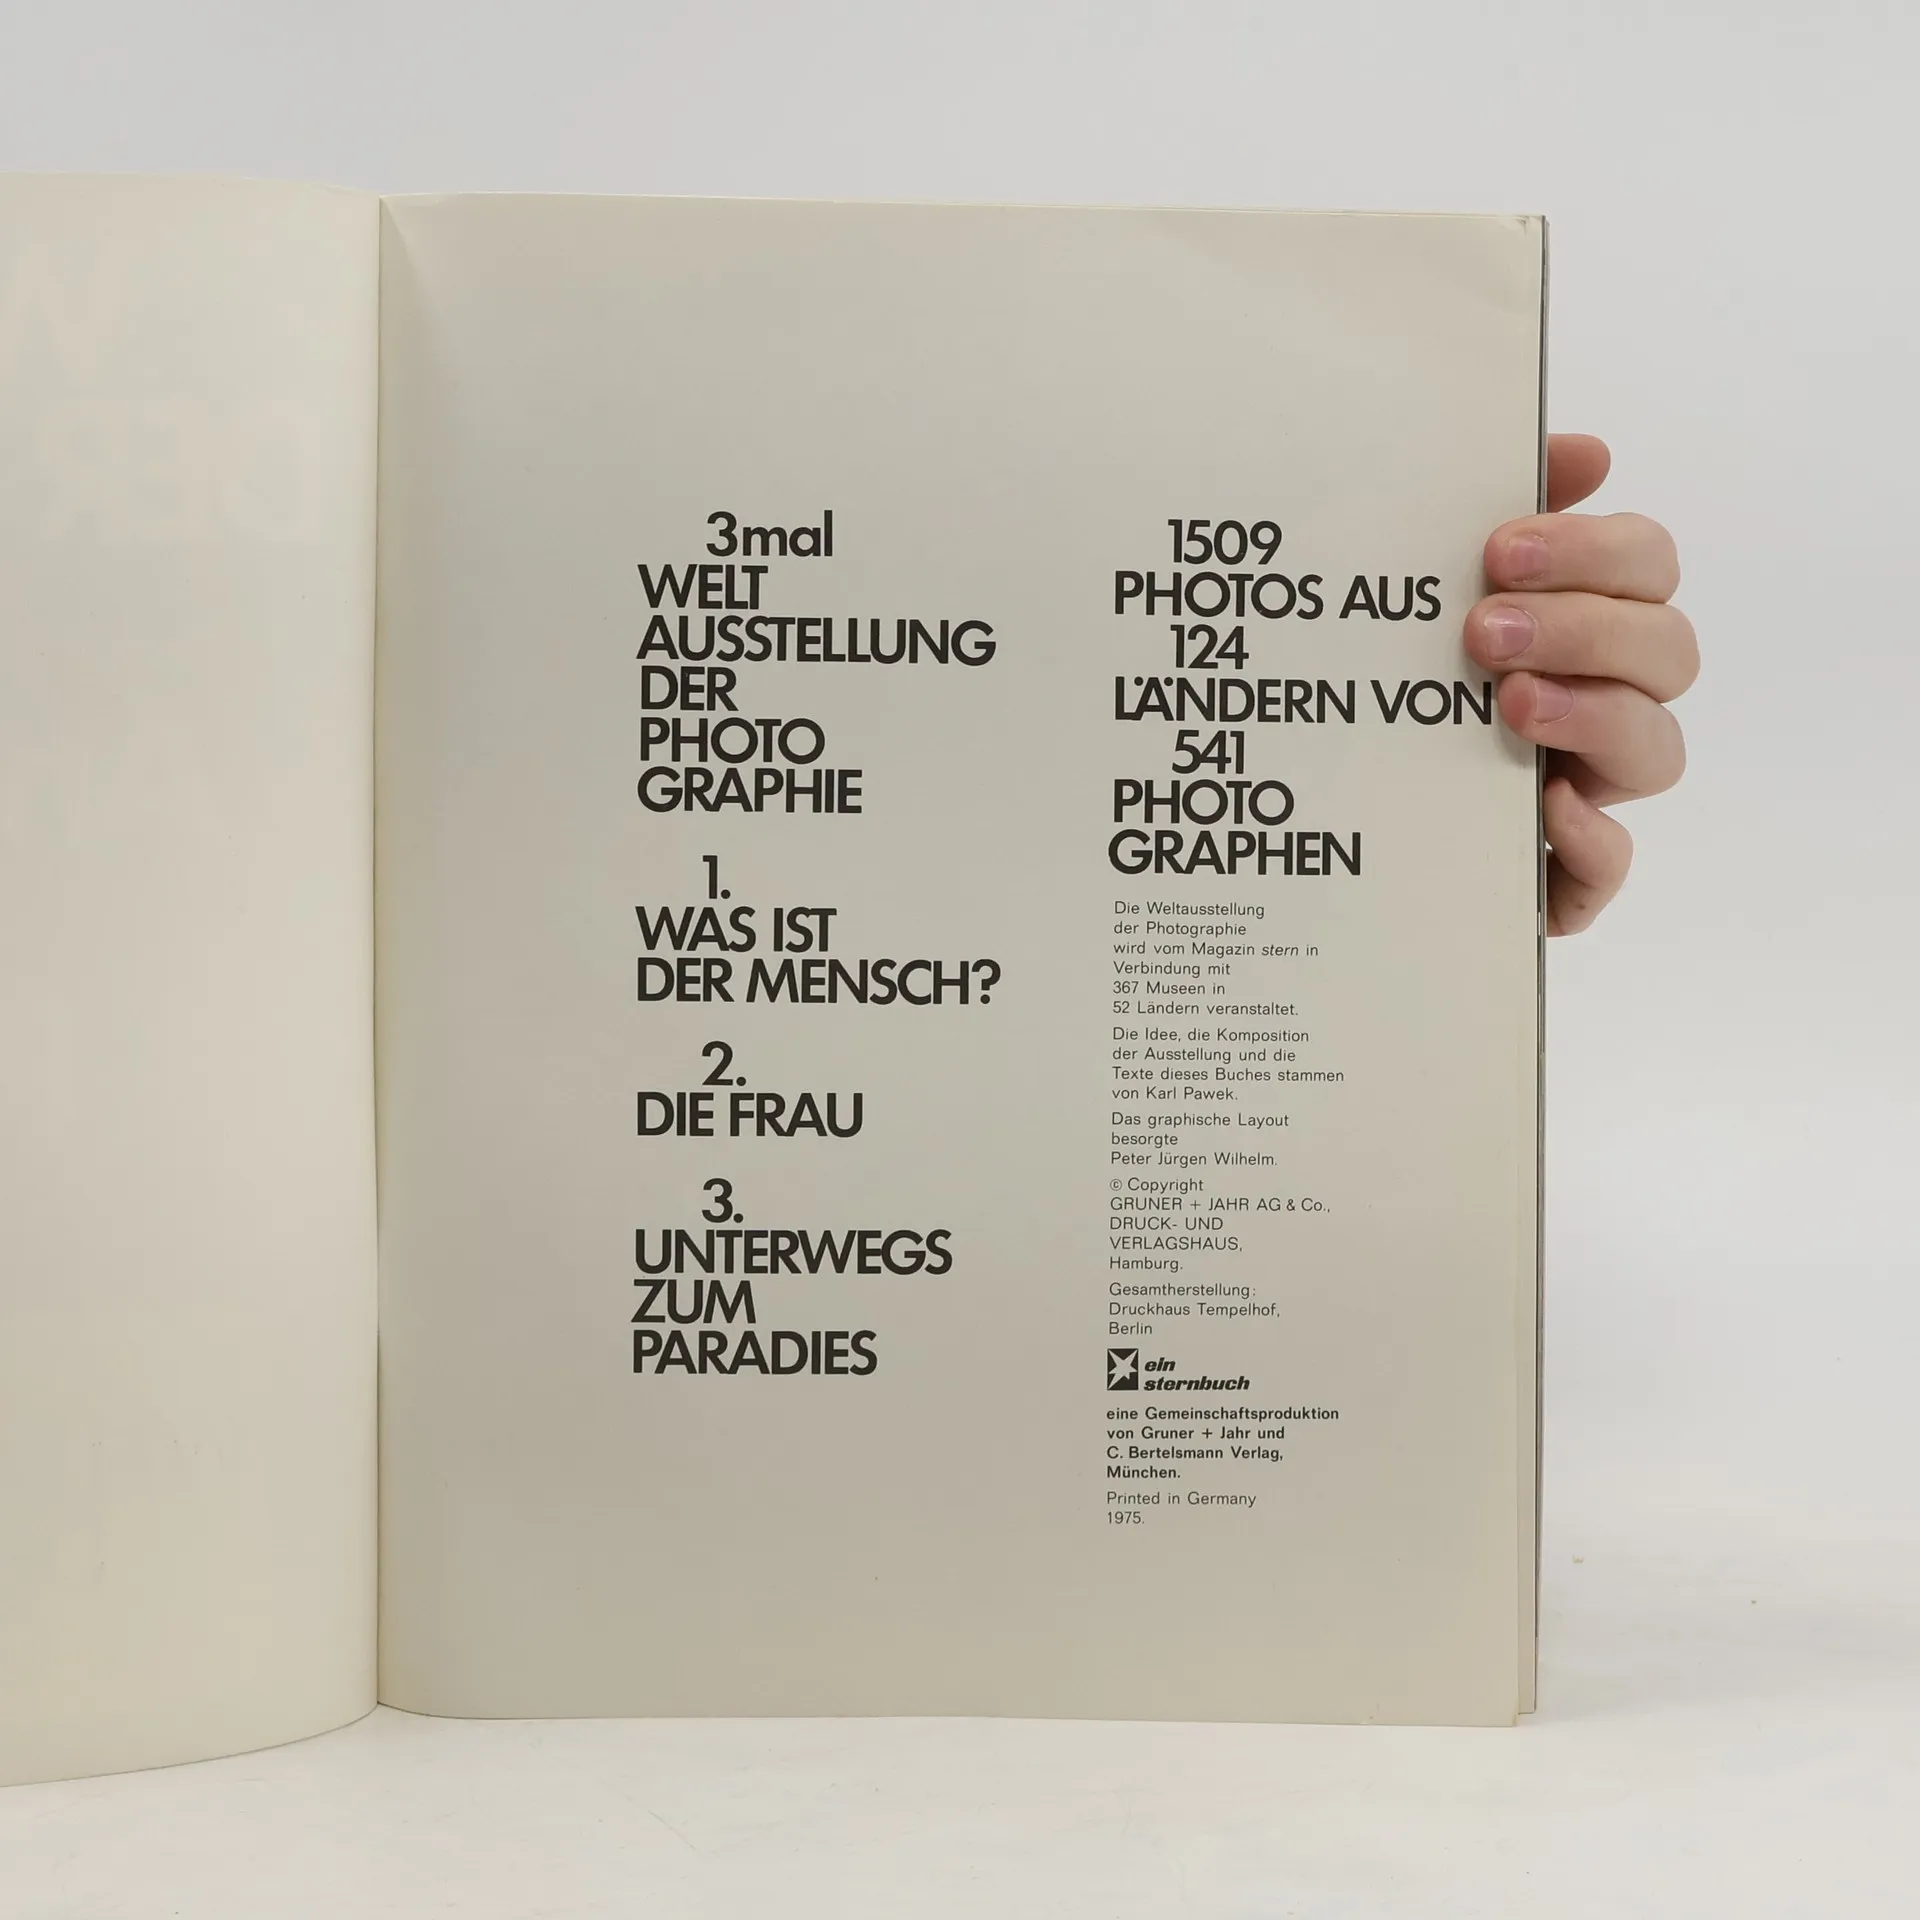 3mal
WELT
AUSSTELLUNG
DER
PHOTO
GRAPHIE
1.
WAS IST
DER MENSCH?
2.
DIE FRAU
3.
UNTERWEGS
ZUM
PARADIES
1509
PHOTOS AUS
124
LÄNDERN VON
541
PHOTO
GRAPHEN
Die Weltausstellung
der Photographie
wird vom Magazin stern in
Verbindung mit
367 Museen in
52 Ländern veranstaltet.
Die Idee, die Komposition
der Ausstellung und die
Texte dieses Buches stammen
von Karl Pawek.
Das graphische Layout
besorgte
Peter Jürgen Wilhelm.
© Copyright
GRUNER + JAHR AG & Co.,
DRUCK- UND
VERLAGSHAUS,
Hamburg.
Gesamtherstellung:
Druckhaus Tempelhof,
Berlin
ein
sternbuch
eine Gemeinschaftsproduktion
von Gruner + Jahr und
C. Bertelsmann Verlag,
München.
Printed in Germany
1975.